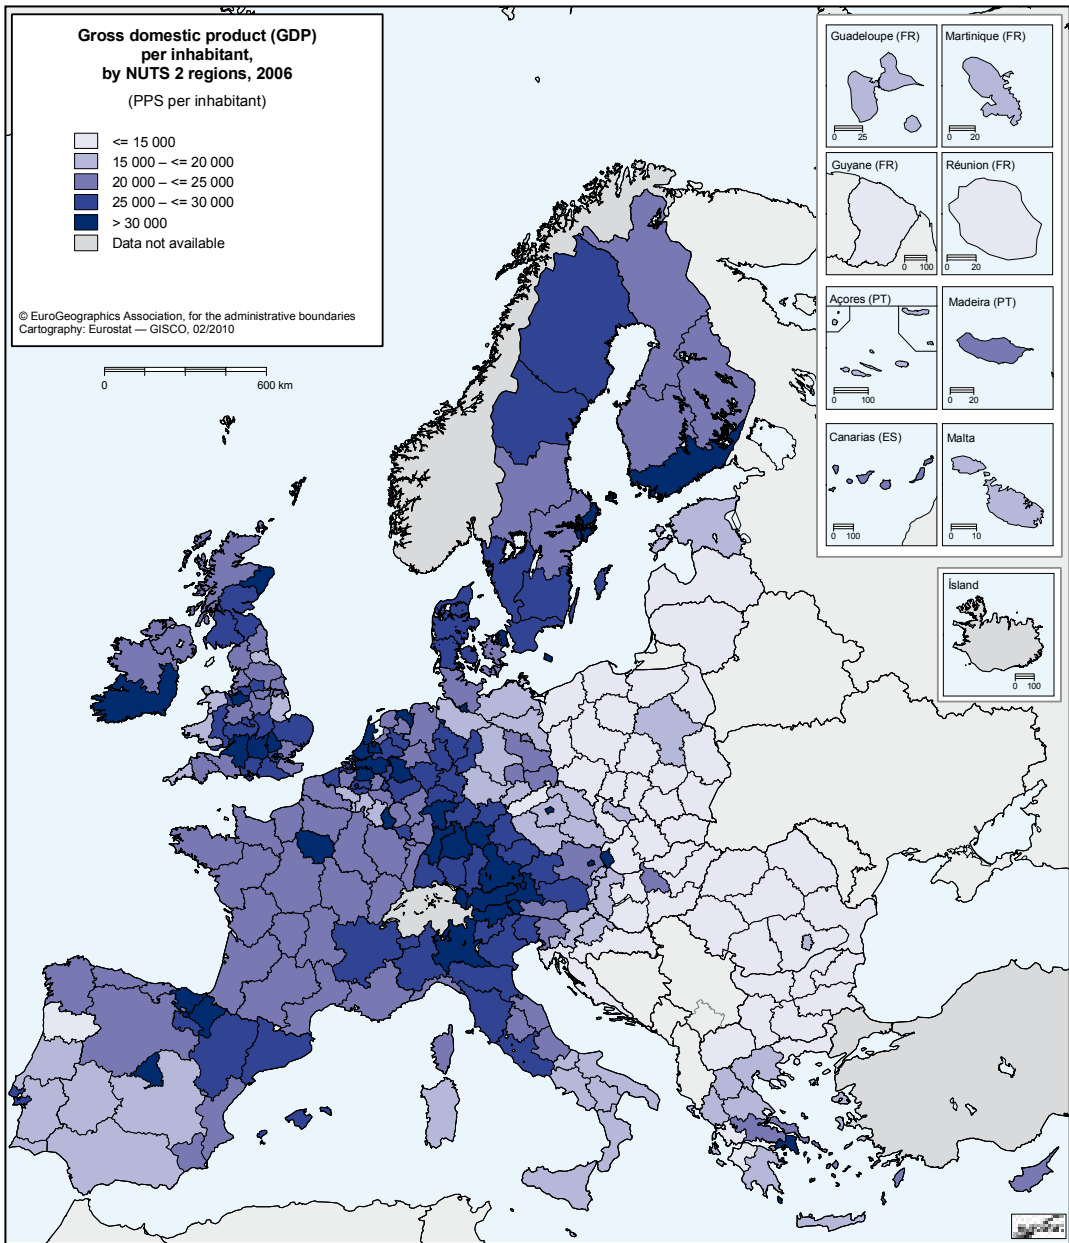 Gross domestic product (GDP)
per inhabitant,
by NUTS 2 regions, 2006
(PPS per inhabitant)
<= 15 000
15 000 – <= 20 000
20 000 – <= 25 000
25 000 – <= 30 000
> 30 000
Data not available
© EuroGeographics Association, for the administrative boundaries
Cartography: Eurostat — GISCO, 02/2010
0 600 km
Guadeloupe (FR)
0 25
Martinique (FR)
0 20
Guyane (FR)
0 100
Réunion (FR)
0 20
Açores (PT)
0 100
Madeira (PT)
0 20
Canarias (ES)
0 100
Malta
0 10
Ísland
0 100